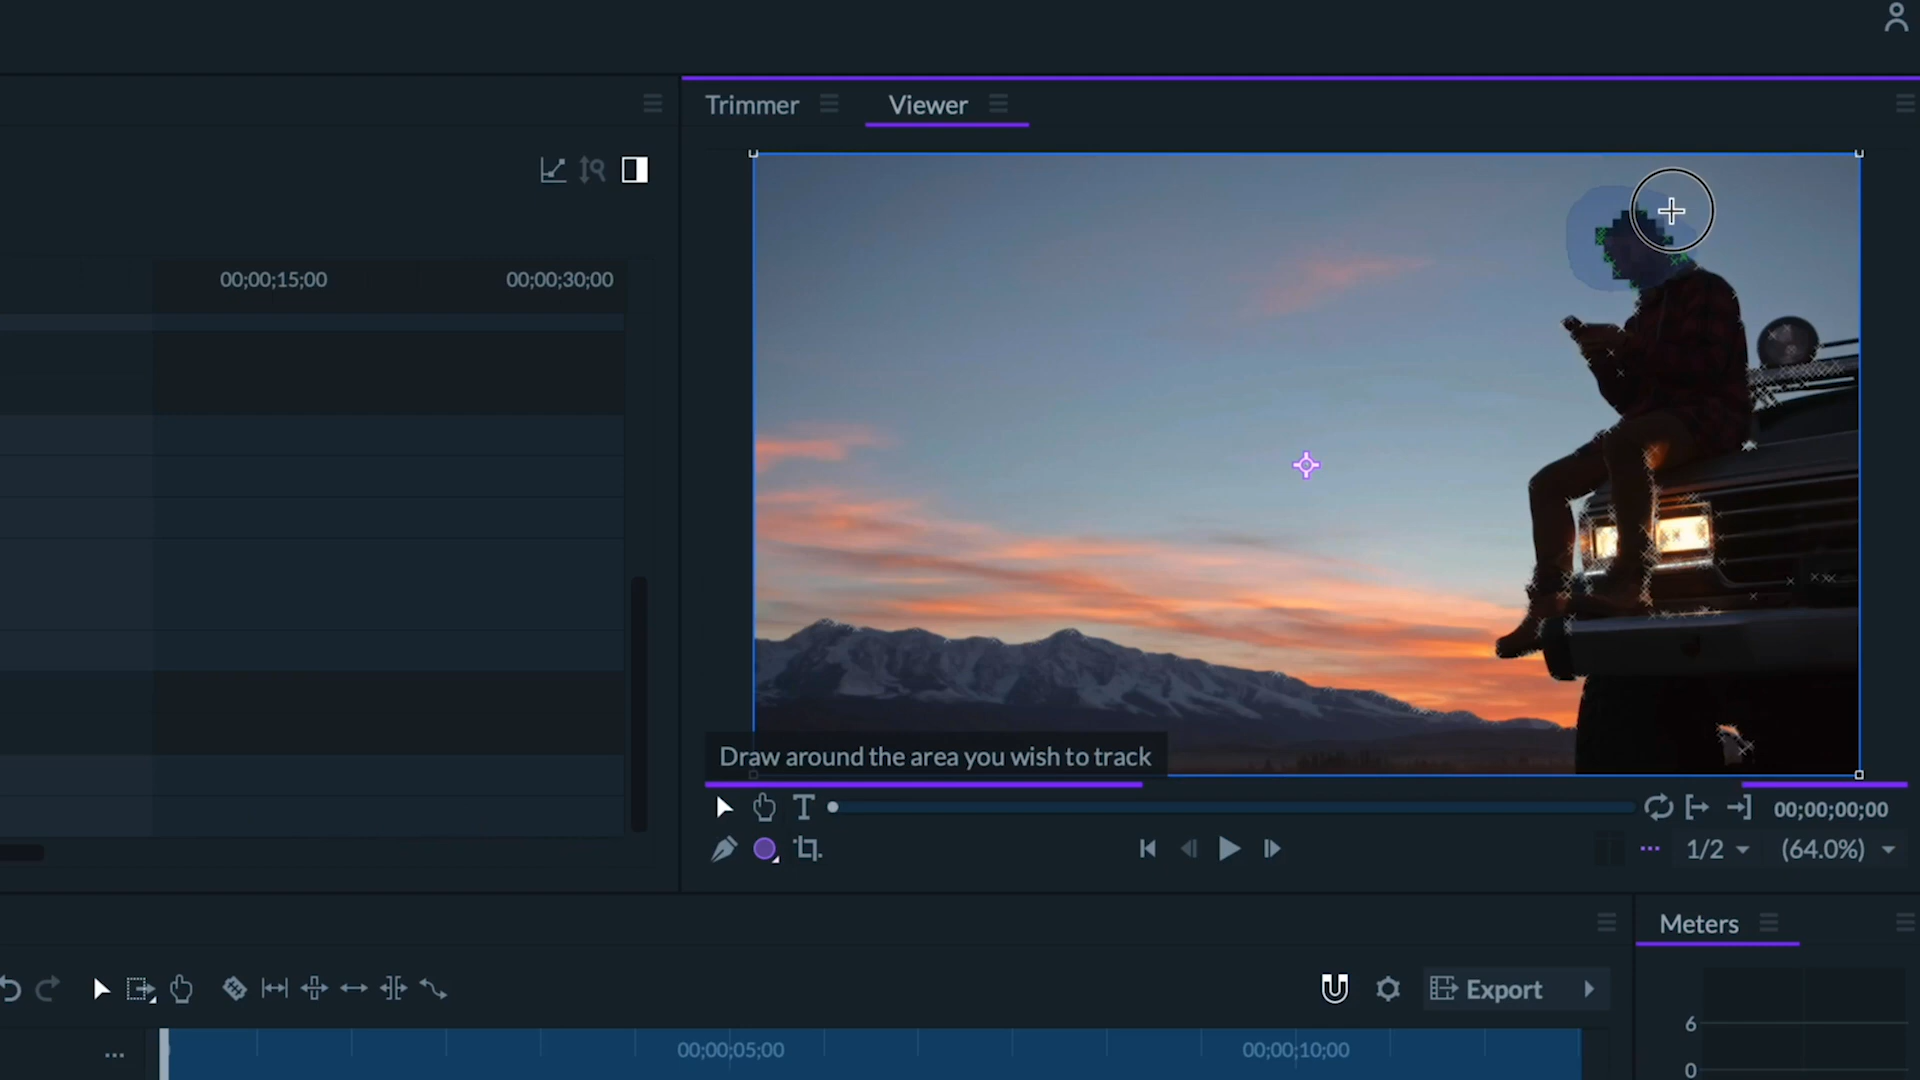 Trimmer
Viewer
00;00;15;00
00;00;30;00
Draw around the area you wish to track
00;00;00;00
1/2
(64.0%)
Meters
Export
6
0
00;00;05;00
00;00;10;00